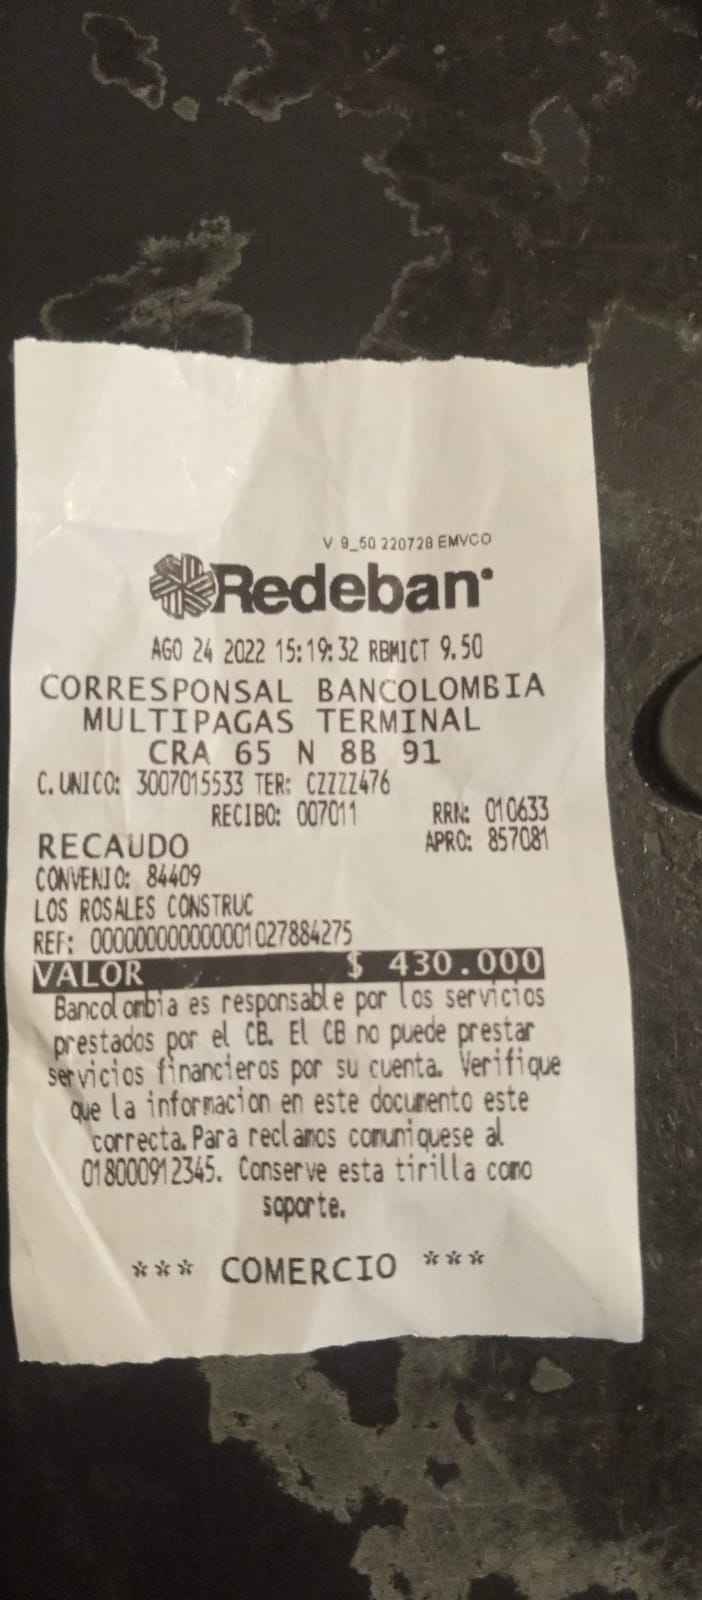 V 9_50 220728 EMVCO
Redeban
AGO 24 2022 15:19:32 RBMICT 9.50
CORRESPONSAL BANCOLOMBIA
MULTIPAGAS TERMINAL
CRA 65 N 8B 91
C. UNICO: 3007015533 TER: CZZZZ476
RECIBO: 007011 RRN: 010633
RECAUDO APRO: 857081
CONVENIO: 84409
LOS ROSALES CONSTRUC
REF: 000000000000001027884275
VALOR $ 430.000
Bancolombia es responsable por los servicios
prestados por el CB. El CB no puede prestar
servicios financieros por su cuenta. Verifique
que la informacion en este documento este
correcta. Para reclamos comuniquese al
018000912345. Conserve esta tirilla como
soporte.
*** COMERCIO ***